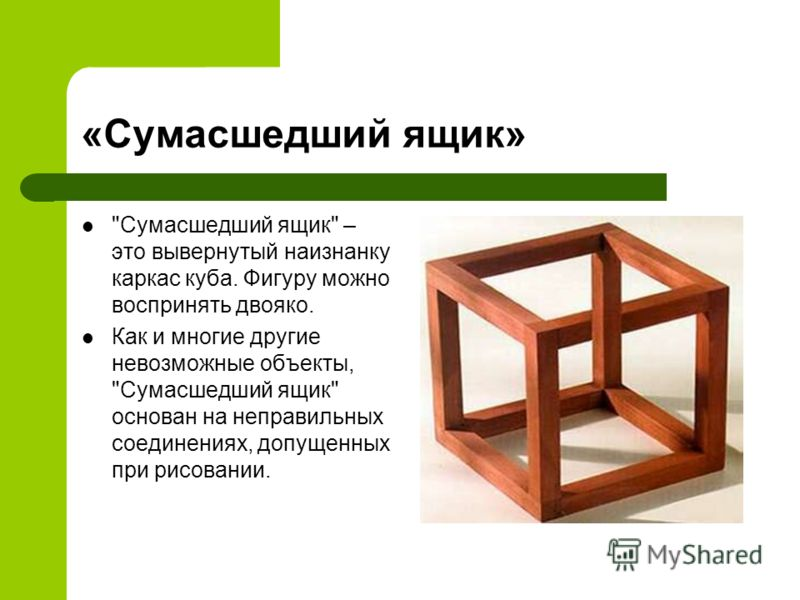 «Сумасшедший ящик»
"Сумасшедший ящик" –
это вывернутый наизнанку
каркас куба. Фигуру можно
воспринять двояко.
Как и многие другие
невозможные объекты,
"Сумасшедший ящик"
основан на неправильных
соединениях, допущенных
при рисовании.
MyShared